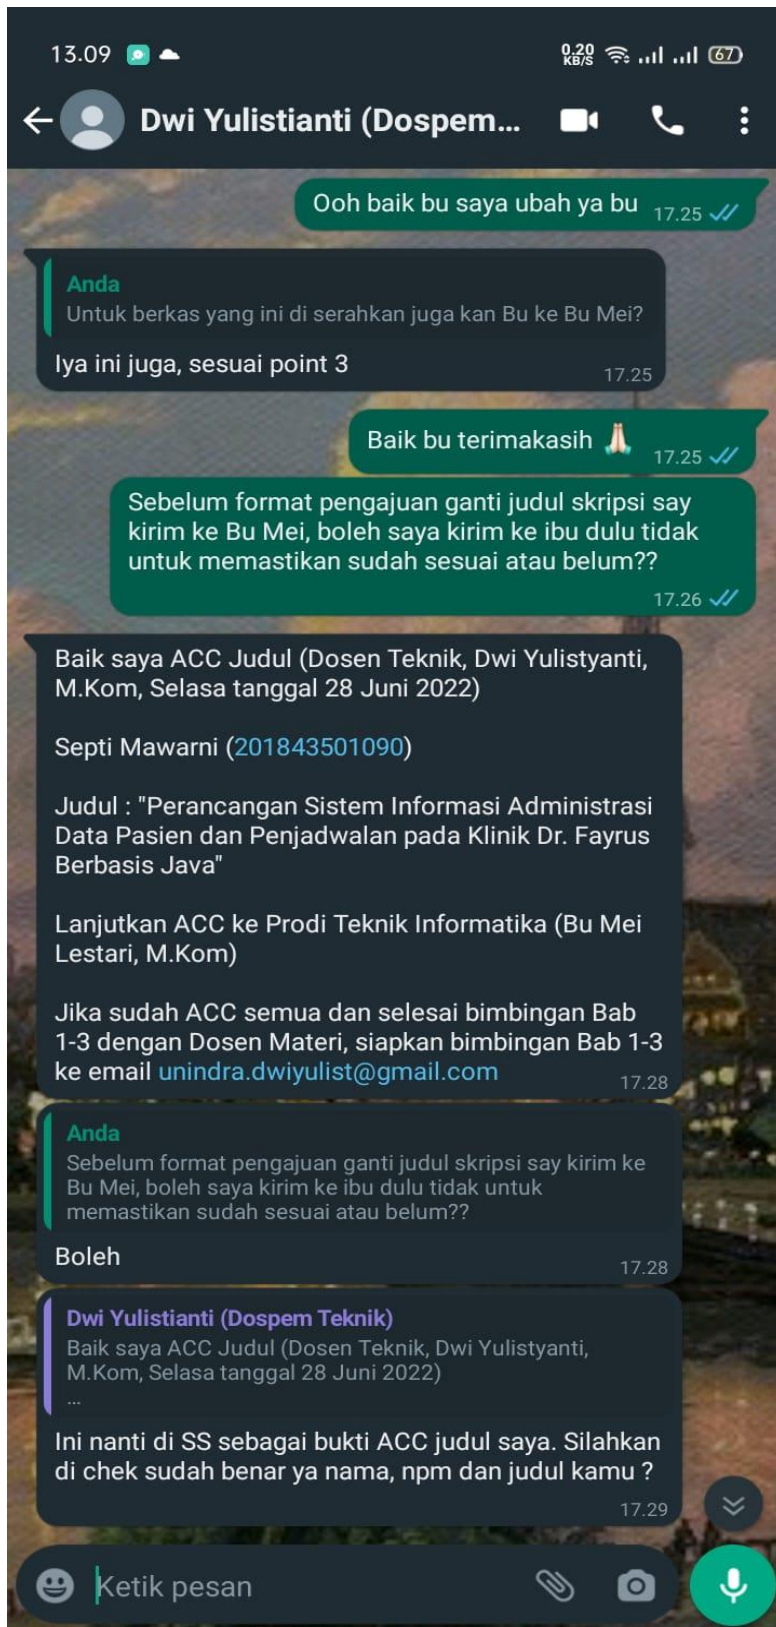 13.09
0.20
KB/S
67
Dwi Yulistianti (Dospem...
Ooh baik bu saya ubah ya bu
17.25
Anda
Untuk berkas yang ini di serahkan juga kan Bu ke Bu Mei?
Iya ini juga, sesuai point 3
17.25
Baik bu terimakasih 🙏🏻
17.25
Sebelum format pengajuan ganti judul skripsi say
kirim ke Bu Mei, boleh saya kirim ke ibu dulu tidak
untuk memastikan sudah sesuai atau belum??
17.26
Baik saya ACC Judul (Dosen Teknik, Dwi Yulistyanti,
M.Kom, Selasa tanggal 28 Juni 2022)
Septi Mawarni (201843501090)
Judul : "Perancangan Sistem Informasi Administrasi
Data Pasien dan Penjadwalan pada Klinik Dr. Fayrus
Berbasis Java"
Lanjutkan ACC ke Prodi Teknik Informatika (Bu Mei
Lestari, M.Kom)
Jika sudah ACC semua dan selesai bimbingan Bab
1-3 dengan Dosen Materi, siapkan bimbingan Bab 1-3
ke email unindra.dwiyulist@gmail.com
17.28
Anda
Sebelum format pengajuan ganti judul skripsi say kirim ke
Bu Mei, boleh saya kirim ke ibu dulu tidak untuk
memastikan sudah sesuai atau belum??
Boleh
17.28
Dwi Yulistianti (Dospem Teknik)
Baik saya ACC Judul (Dosen Teknik, Dwi Yulistyanti,
M.Kom, Selasa tanggal 28 Juni 2022)
...
Ini nanti di SS sebagai bukti ACC judul saya. Silahkan
di chek sudah benar ya nama, npm dan judul kamu ?
17.29
Ketik pesan